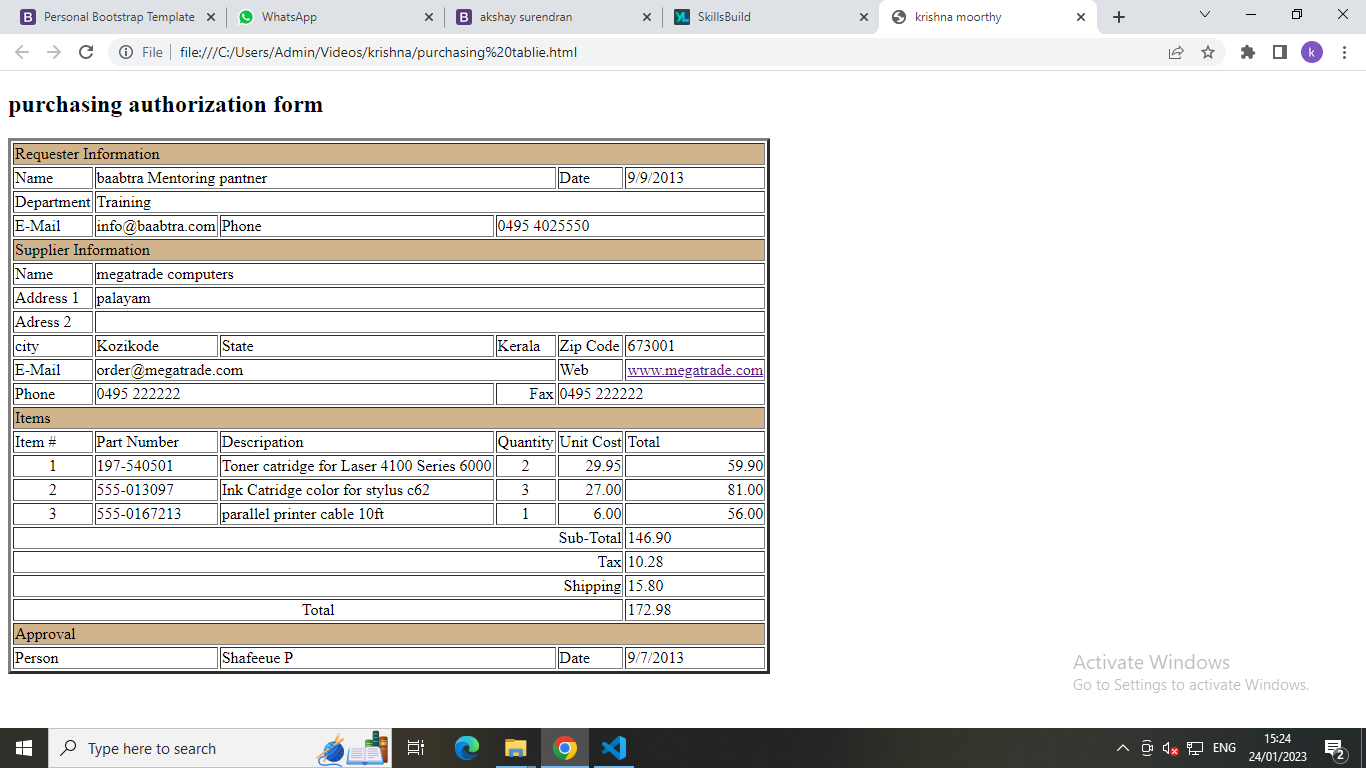 Personal Bootstrap Template
WhatsApp
akshay surendran
SkillsBuild
krishna moorthy
File file:///C:/Users/Admin/Videos/krishna/purchasing%20tablie.html k
purchasing authorization form
Requester Information
Name baabtra Mentoring pantner Date 9/9/2013
Department Training
E-Mail info@baabtra.com Phone 0495 4025550
Supplier Information
Name megatrade computers
Address 1 palayam
Adress 2
city Kozikode State Kerala Zip Code 673001
E-Mail order@megatrade.com Web www.megatrade.com
Phone 0495 222222 Fax 0495 222222
Items
Item # Part Number Descripation Quantity Unit Cost Total
1 197-540501 Toner catridge for Laser 4100 Series 6000 2 29.95 59.90
2 555-013097 Ink Catridge color for stylus c62 3 27.00 81.00
3 555-0167213 parallel printer cable 10ft 1 6.00 56.00
Sub-Total 146.90
Tax 10.28
Shipping 15.80
Total 172.98
Approval
Person Shafeeue P Date 9/7/2013
Activate Windows
Go to Settings to activate Windows.
Type here to search
ENG
15:24
24/01/2023
2